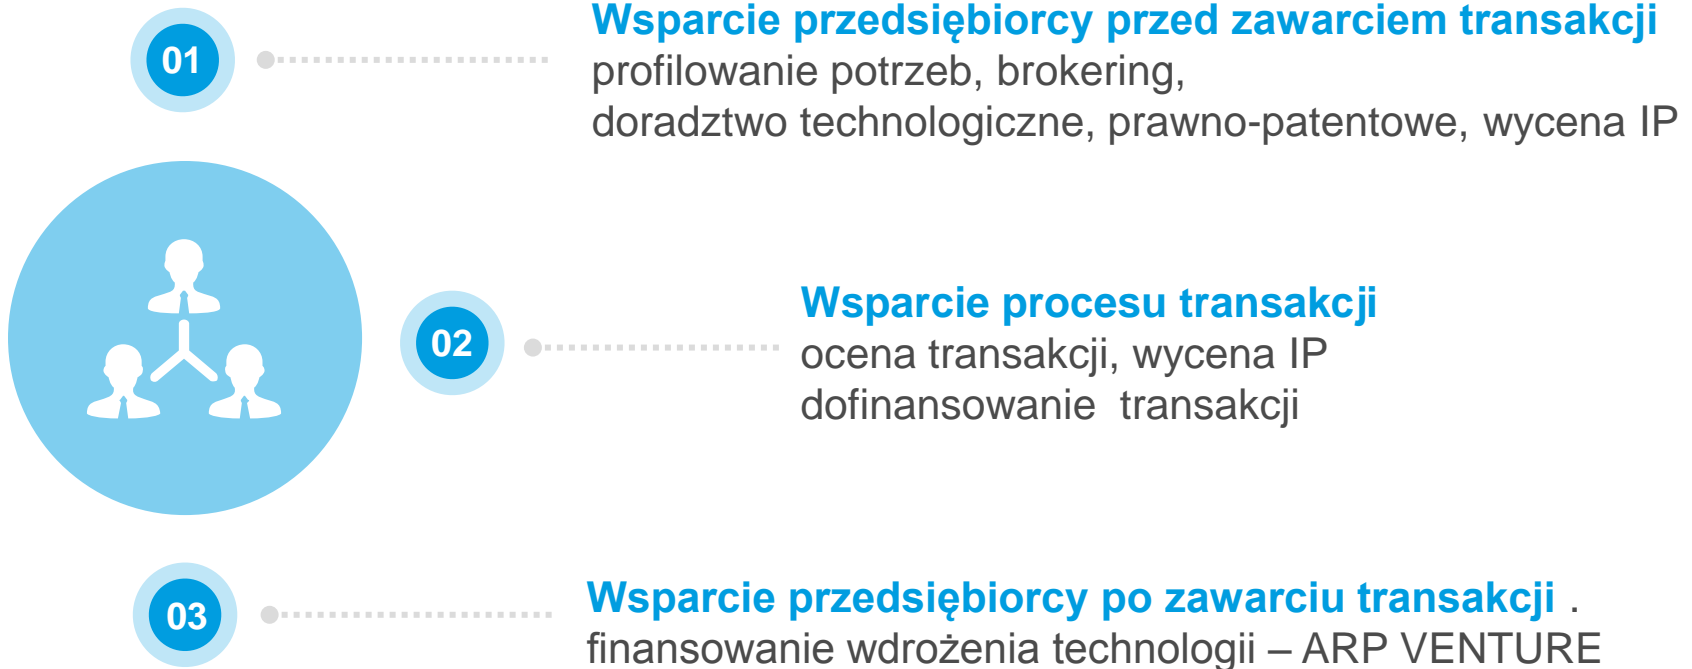 01
Wsparcie przedsiębiorcy przed zawarciem transakcji
profilowanie potrzeb, brokering,
doradztwo technologiczne, prawno-patentowe, wycena IP
02
Wsparcie procesu transakcji
ocena transakcji, wycena IP
dofinansowanie transakcji
03
Wsparcie przedsiębiorcy po zawarciu transakcji .
finansowanie wdrożenia technologii – ARP VENTURE